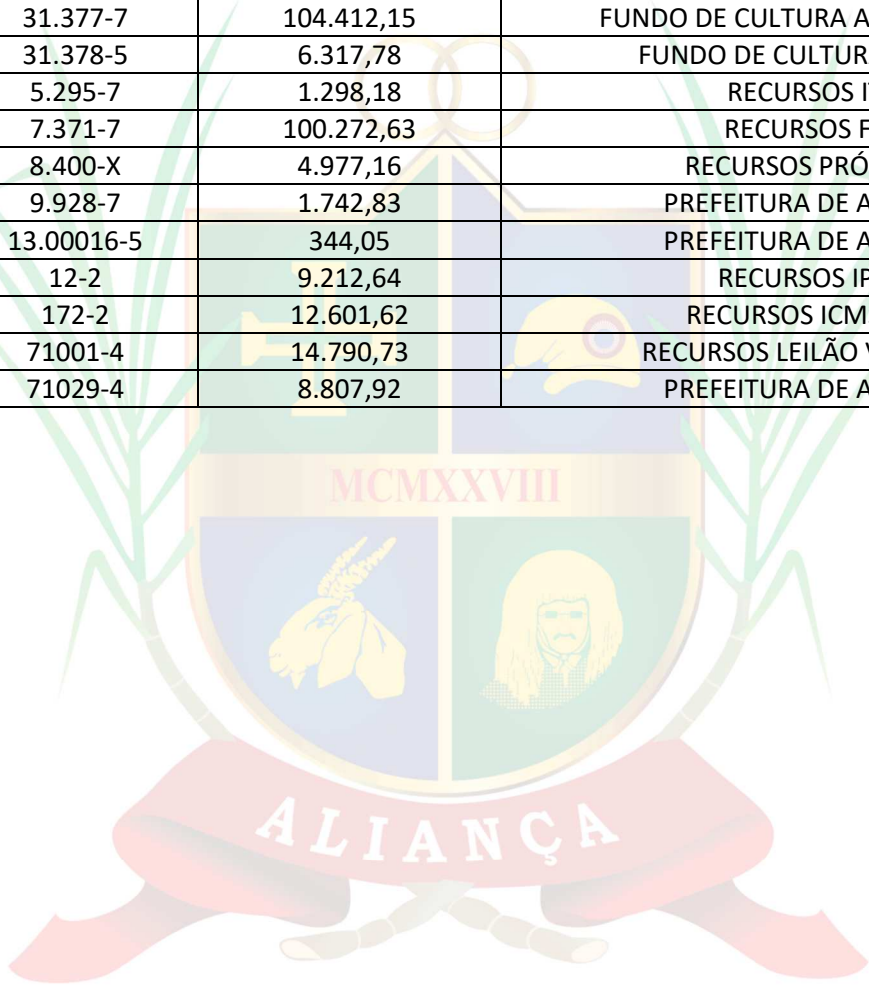 31.377-7 104.412,15 FUNDO DE CULTURA A
31.378-5 6.317,78 FUNDO DE CULTUR
5.295-7 1.298,18 RECURSOS I
7.371-7 100.272,63 RECURSOS F
8.400-X 4.977,16 RECURSOS PRÓ
9.928-7 1.742,83 PREFEITURA DE A
13.00016-5 344,05 PREFEITURA DE A
12-2 9.212,64 RECURSOS IP
172-2 12.601,62 RECURSOS ICM
71001-4 14.790,73 RECURSOS LEILÃO V
71029-4 8.807,92 PREFEITURA DE A
MCMXXVIII
ALIANÇA